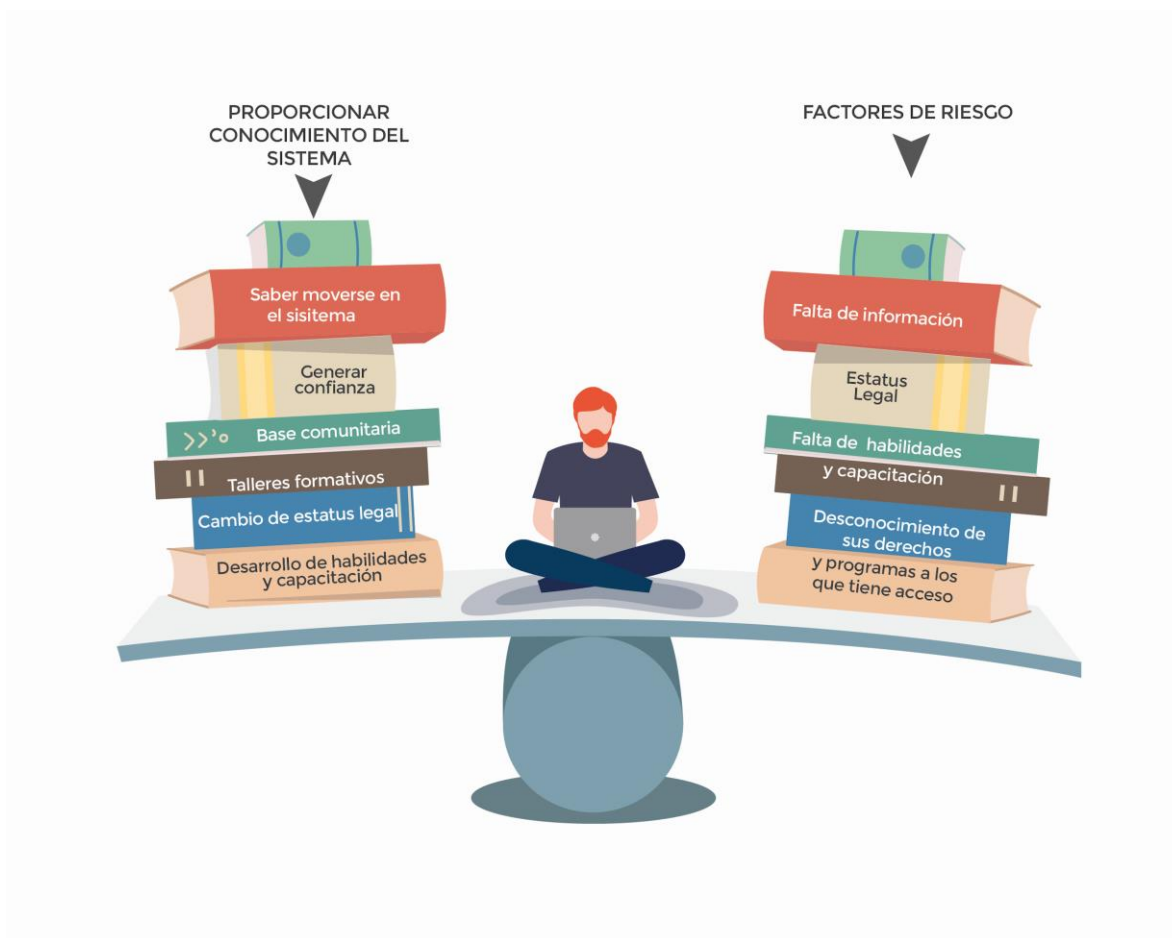 PROPORCIONAR
CONOCIMIENTO DEL
SISTEMA
Saber moverse en
el sisitema
Generar
confianza
Base comunitaria
Talleres formativos
Cambio de estatus legal
Desarrollo de habilidades
y capacitación
FACTORES DE RIESGO
Falta de información
Estatus
Legal
Falta de habilidades
y capacitación
Desconocimiento de
sus derechos
y programas a los
que tiene acceso